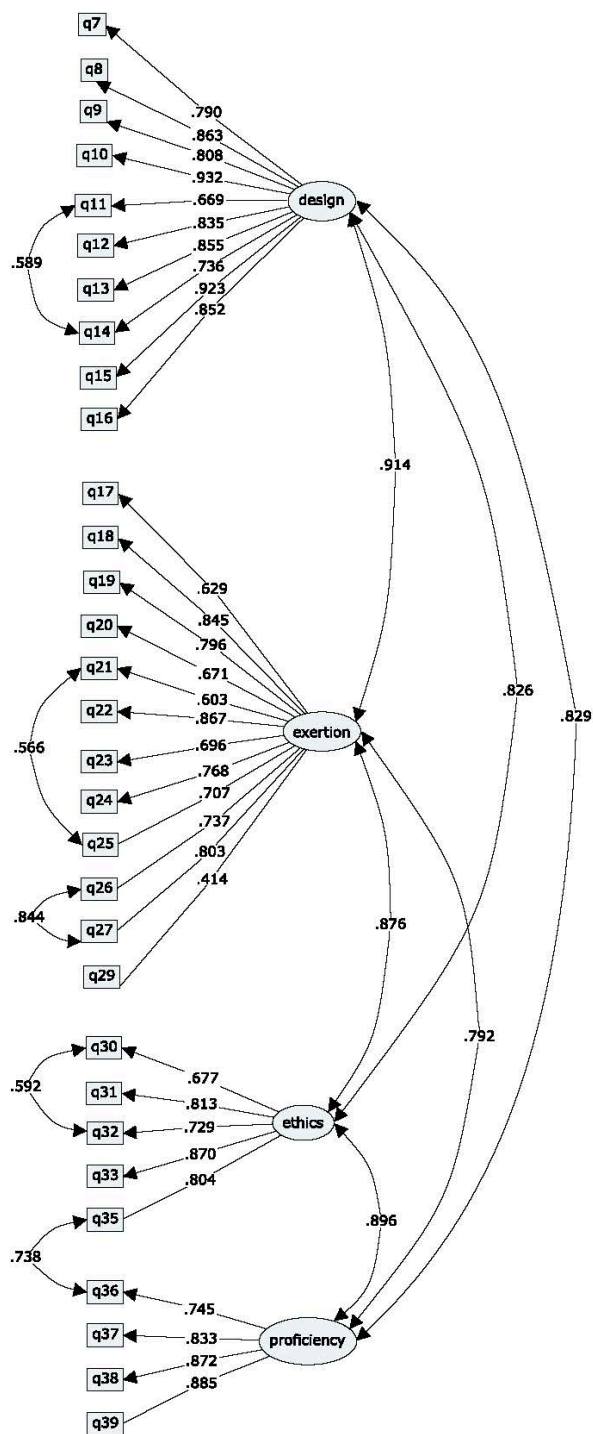 q7
q8
.790
q9
.863
.808
q10
.932
q11
.669
design
.835
q12
.855
.589
.736
q13
.923
.852
q14
q15
q16
.914
q17
q18
q19
.629
.845
q20
.796
q21
.671
.603
.826
q22
.867
.829
exertion
.566
.696
q23
.768
q24
.707
.737
q25
.803
.414
q26
.844
.876
q27
q29
.792
q30
.677
.592
q31
.813
.729
ethics
q32
.870
q33
.804
q35
.896
.738
q36
.745
q37
.833
proficiency
.872
q38
.885
q39